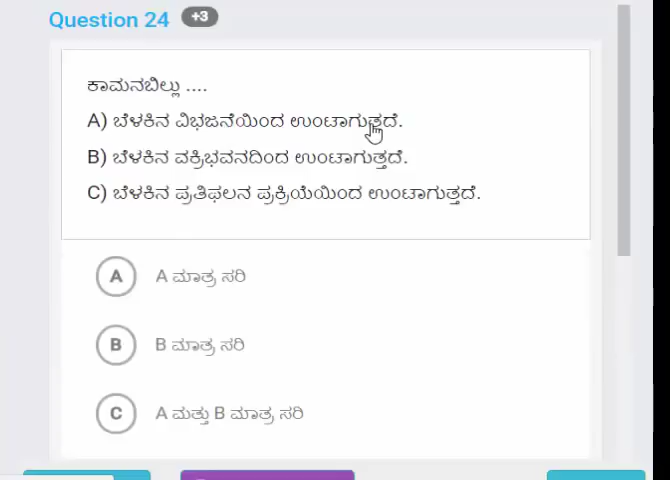 Question 24 +3
ಕಾಮನಬಿಲ್ಲು ....
A) ಬೆಳಕಿನ ವಿಭಜನೆಯಿಂದ ಉಂಟಾಗುತ್ತದೆ.
B) ಬೆಳಕಿನ ವಕ್ರಿಭವನದಿಂದ ಉಂಟಾಗುತ್ತದೆ.
C) ಬೆಳಕಿನ ಪ್ರತಿಫಲನ ಪ್ರಕ್ರಿಯೆಯಿಂದ ಉಂಟಾಗುತ್ತದೆ.
A A ಮಾತ್ರ ಸರಿ
B B ಮಾತ್ರ ಸರಿ
C A ಮತ್ತು B ಮಾತ್ರ ಸರಿ